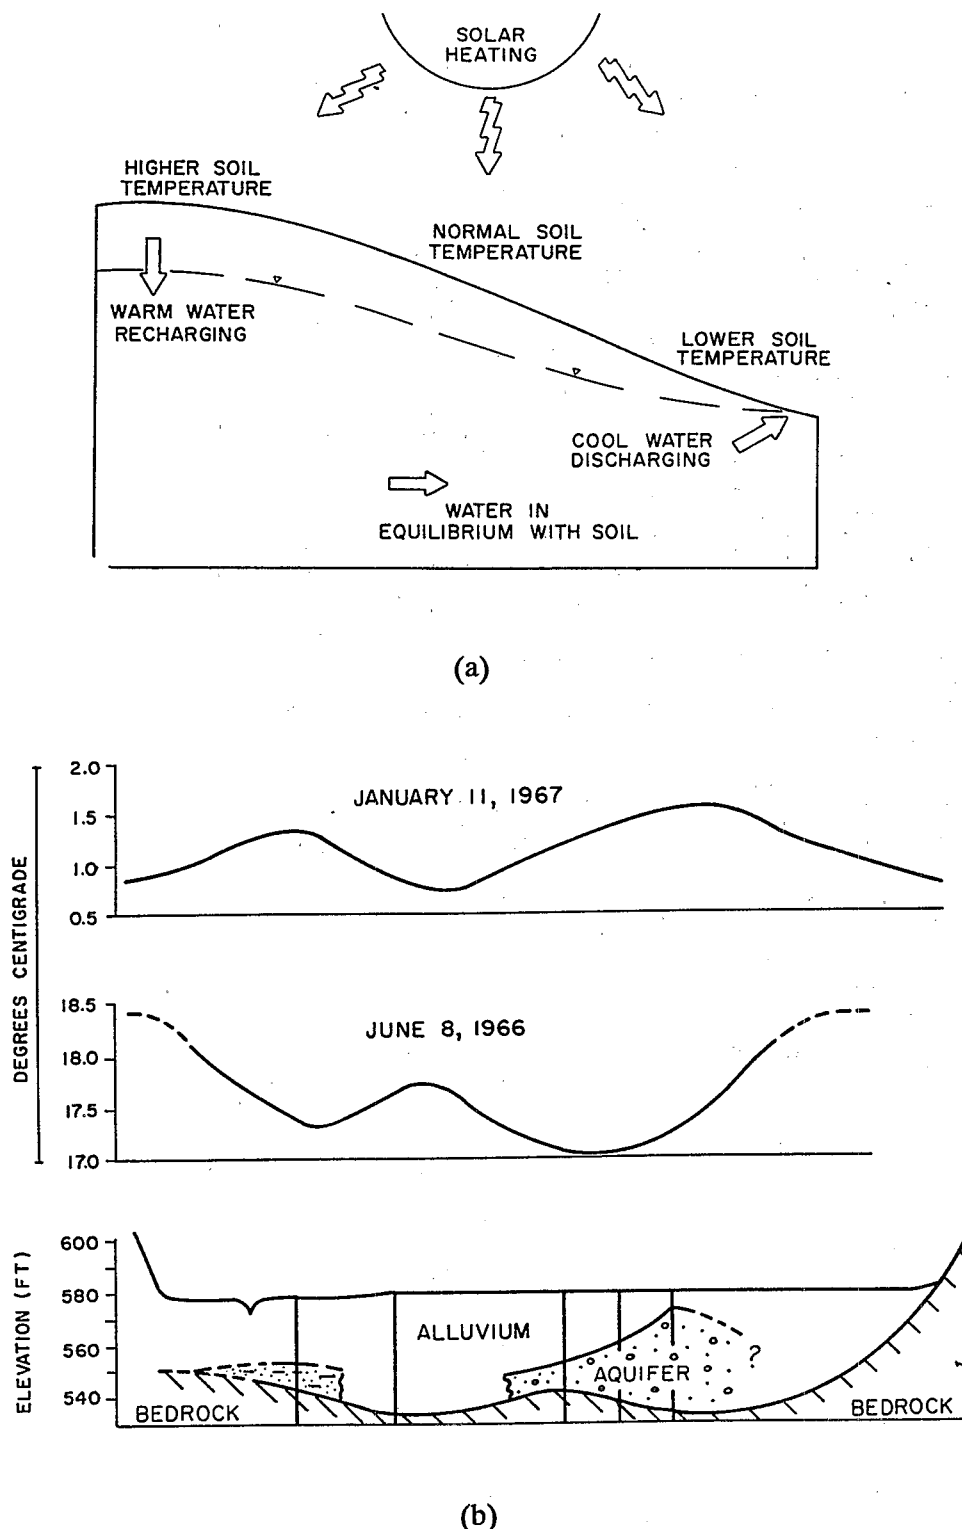 SOLAR
HEATING
HIGHER SOIL
TEMPERATURE
NORMAL SOIL
TEMPERATURE
WARM WATER
RECHARGING
LOWER SOIL
TEMPERATURE
COOL WATER
DISCHARGING
WATER IN
EQUILIBRIUM WITH SOIL
(a)
DEGREES CENTIGRADE
2.0
1.5
1.0
0.5
JANUARY 11, 1967
18.5
18.0
17.5
17.0
JUNE 8, 1966
ELEVATION (FT)
600
580
560
540
ALLUVIUM
AQUIFER
?
BEDROCK
BEDROCK
(b)